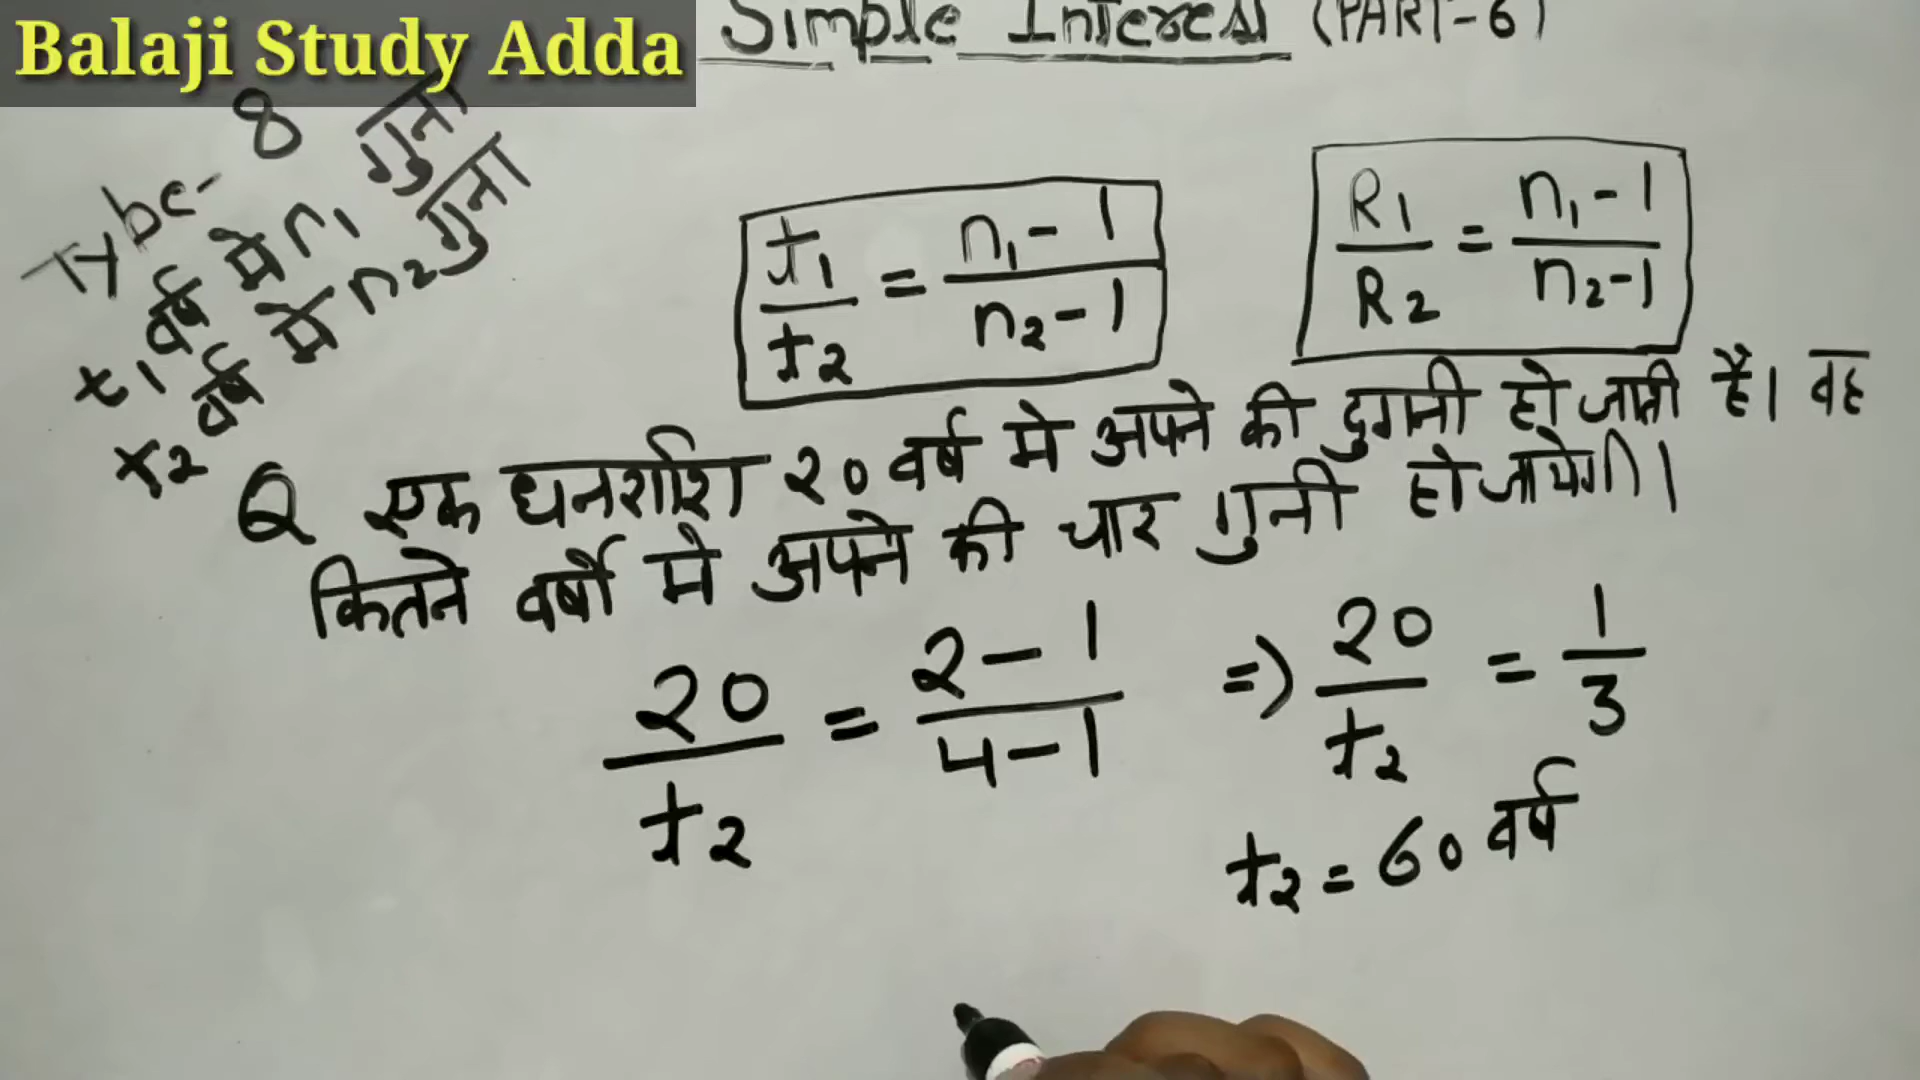 Balaji Study Adda
Simple Interest (PART-6)
Type- 8
t1 वर्ष में n1 गुना
t2 वर्ष में n2 गुना
t1/t2 = n1-1/n2-1
R1/R2 = n1-1/n2-1
Q एक धनराशि 20 वर्ष मे अपने की दुगनी हो जाती है। वह
कितने वर्षो मे अपने की चार गुनी हो जायेगी।
20/t2 = 2-1/4-1 => 20/t2 = 1/3
t2 = 60 वर्ष